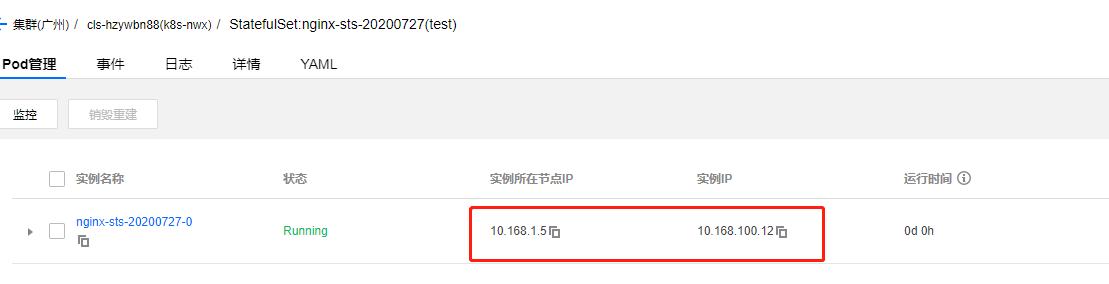 集群(广州) / cls-hzywbn88(k8s-nwx) / StatefulSet:nginx-sts-20200727(test)
Pod管理 事件 日志 详情 YAML
监控 销毁重建
实例名称 状态 实例所在节点IP 实例IP 运行时间
nginx-sts-20200727-0 Running 10.168.1.5 10.168.100.12 0d 0h